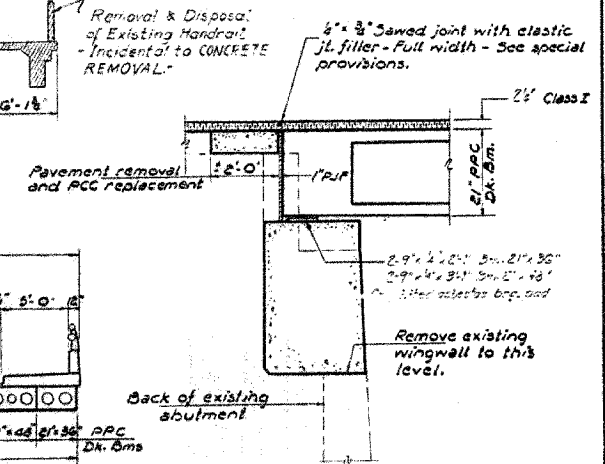 Removal & Disposal
of Existing Handrail
- Incidental to CONCRETE
REMOVAL.-
6'-1½"
¼" x ¾" Sawed joint with elastic
jt. filler - Full width - See special
provisions.
2½" Class I
Pavement removal
and PCC replacement
±2'-0"
1" PJF
21" PPC
Dk. Bm.
Remove existing
wingwall to this
level.
Back of existing
abutment
5'-0"
12"
PPC
Dk. Bms